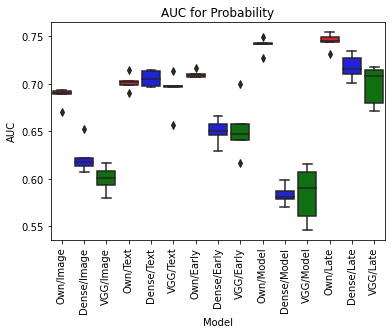 AUC for Probability
AUC
0.75
0.70
0.65
0.60
0.55
Own/Image
Dense/Image
VGG/Image
Own/Text
Dense/Text
VGG/Text
Own/Early
Dense/Early
VGG/Early
Own/Model
Dense/Model
VGG/Model
Own/Late
Dense/Late
VGG/Late
Model